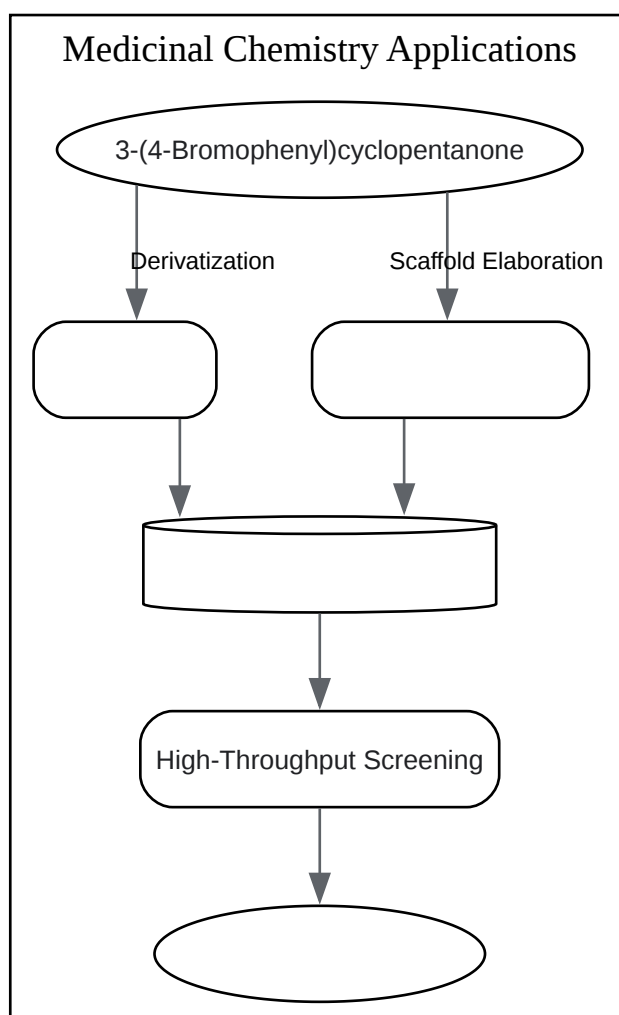 Medicinal Chemistry Applications
3-(4-Bromophenyl)cyclopentanone
Derivatization
Scaffold Elaboration
High-Throughput Screening